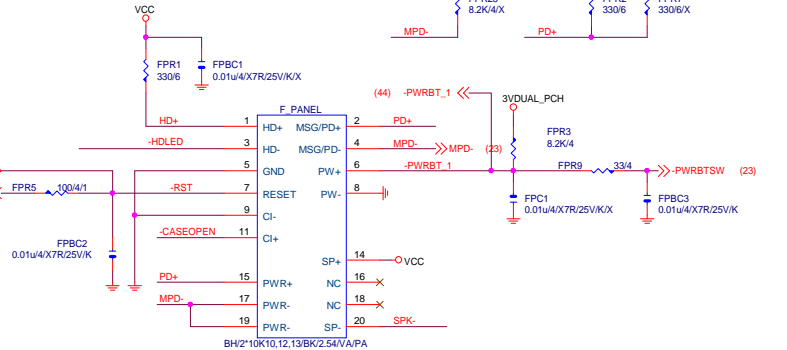 VCC
8.2K/4/X
330/6
330/6/X
MPD-
PD+
FPR1
330/6
FPBC1
0.01u/4/X7R/25V/K/X
(44) -PWRBT_1
3VDUAL_PCH
F_PANEL
HD+ 1 HD+ MSG/PD+ 2 PD+
-HDLED 3 HD- MSG/PD- 4 MPD- MPD- (23)
FPR3
8.2K/4
5 GND PW+ 6 -PWRBT_1
FPR9 33/4 -PWRBTSW (23)
FPR5 100/4/1 -RST 7 RESET PW- 8
FPC1
0.01u/4/X7R/25V/K/X
FPBC3
0.01u/4/X7R/25V/K
9 CI-
-CASEOPEN 11 CI+
FPBC2
0.01u/4/X7R/25V/K
SP+ 14 VCC
PD+ 15 PWR+ NC 16
MPD- 17 PWR- NC 18
19 PWR- SP- 20 SPK-
BH/2*10K10,12,13/BK/2.54/VA/PA